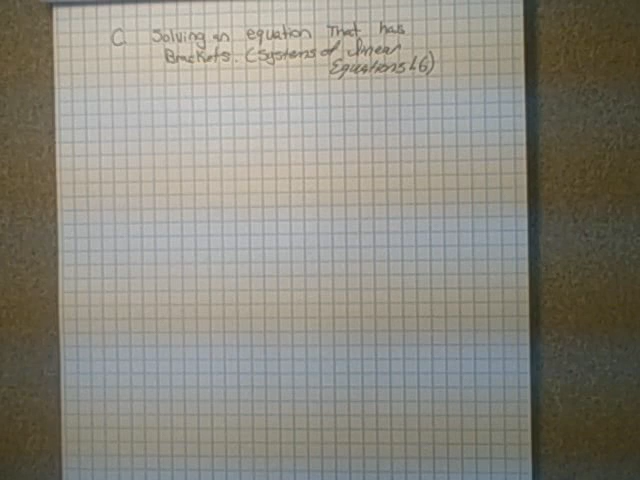 C. Solving an equation That has
Brackets. (Systems of linear
Equations L6)